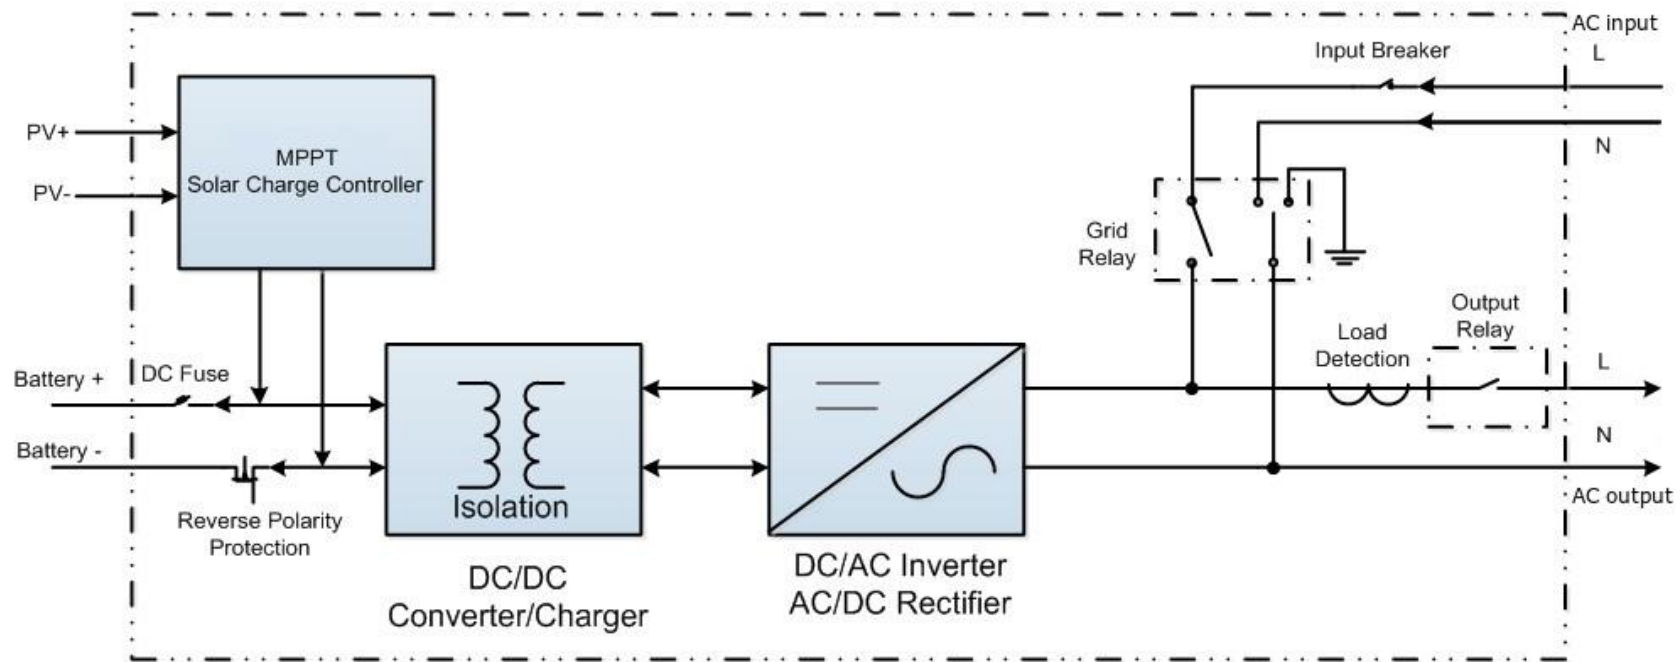 AC input
L
Input Breaker
N
PV+
PV-
MPPT
Solar Charge Controller
Grid
Relay
Output
Relay
Load
Detection
L
N
AC output
Battery +
DC Fuse
Battery -
Reverse Polarity
Protection
Isolation
DC/DC
Converter/Charger
DC/AC Inverter
AC/DC Rectifier